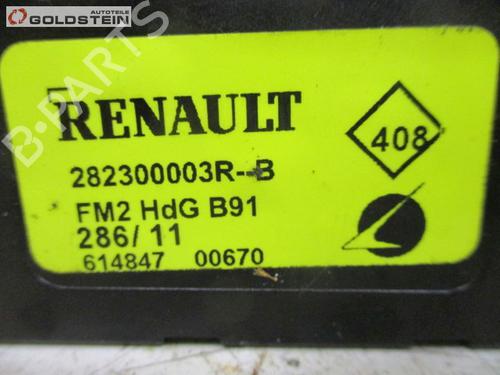 AUTOTEILE
GOLDSTEIN
B-PARTS
RENAULT
408
282300003R--B
FM2 HdG B91
286/11
614847 00670